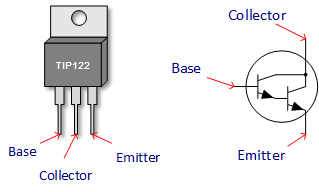 TIP122
Base
Collector
Emitter
Collector
Base
Emitter